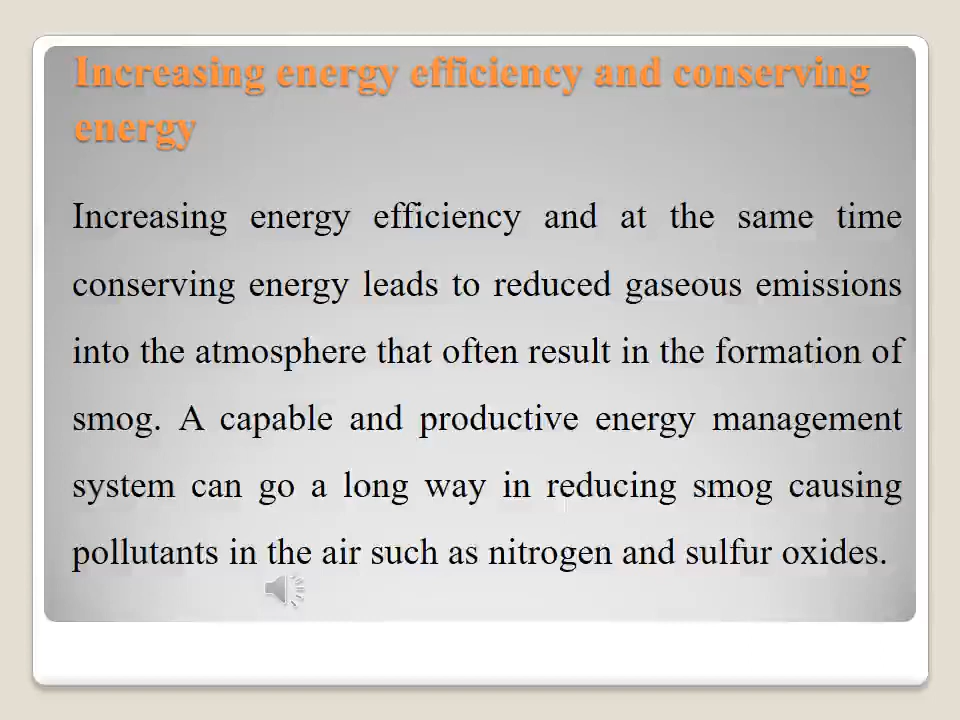 Increasing energy efficiency and conserving
energy
Increasing energy efficiency and at the same time
conserving energy leads to reduced gaseous emissions
into the atmosphere that often result in the formation of
smog. A capable and productive energy management
system can go a long way in reducing smog causing
pollutants in the air such as nitrogen and sulfur oxides.